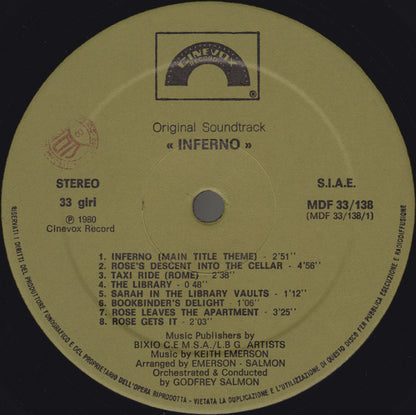 CINEVOX
RECORD
®
Original Soundtrack
« INFERNO »
STEREO
33 giri
℗ 1980
Cinevox Record
S.I.A.E.
MDF 33/138
(MDF 33/138/1)
1. INFERNO (MAIN TITLE THEME) - 2'51"
2. ROSE'S DESCENT INTO THE CELLAR - 4'56"
3. TAXI RIDE (ROME) - 2'38"
4. THE LIBRARY - 0 48"
5. SARAH IN THE LIBRARY VAULTS - 1'12"
6. BOOKBINDER'S DELIGHT - 1'06"
7. ROSE LEAVES THE APARTMENT - 3'25"
8. ROSE GETS IT - 2'03"
Music Publishers by
BIXIO C.E M S.A./L.B G. ARTISTS
Music by KEITH EMERSON
Arranged by EMERSON - SALMON
Orchestrated & Conducted by
GODFREY SALMON
RISERVATI I DIRITTI DEL PRODUTTORE FONOGRAFICO E DEL PROPRIETARIO DELL'OPERA RIPRODOTTA - VIETATA LA DUPLICAZIONE E L'UTILIZZAZIONE DI QUESTO DISCO PER PUBBLICA ESECUZIONE E RADIODIFFUSIONE